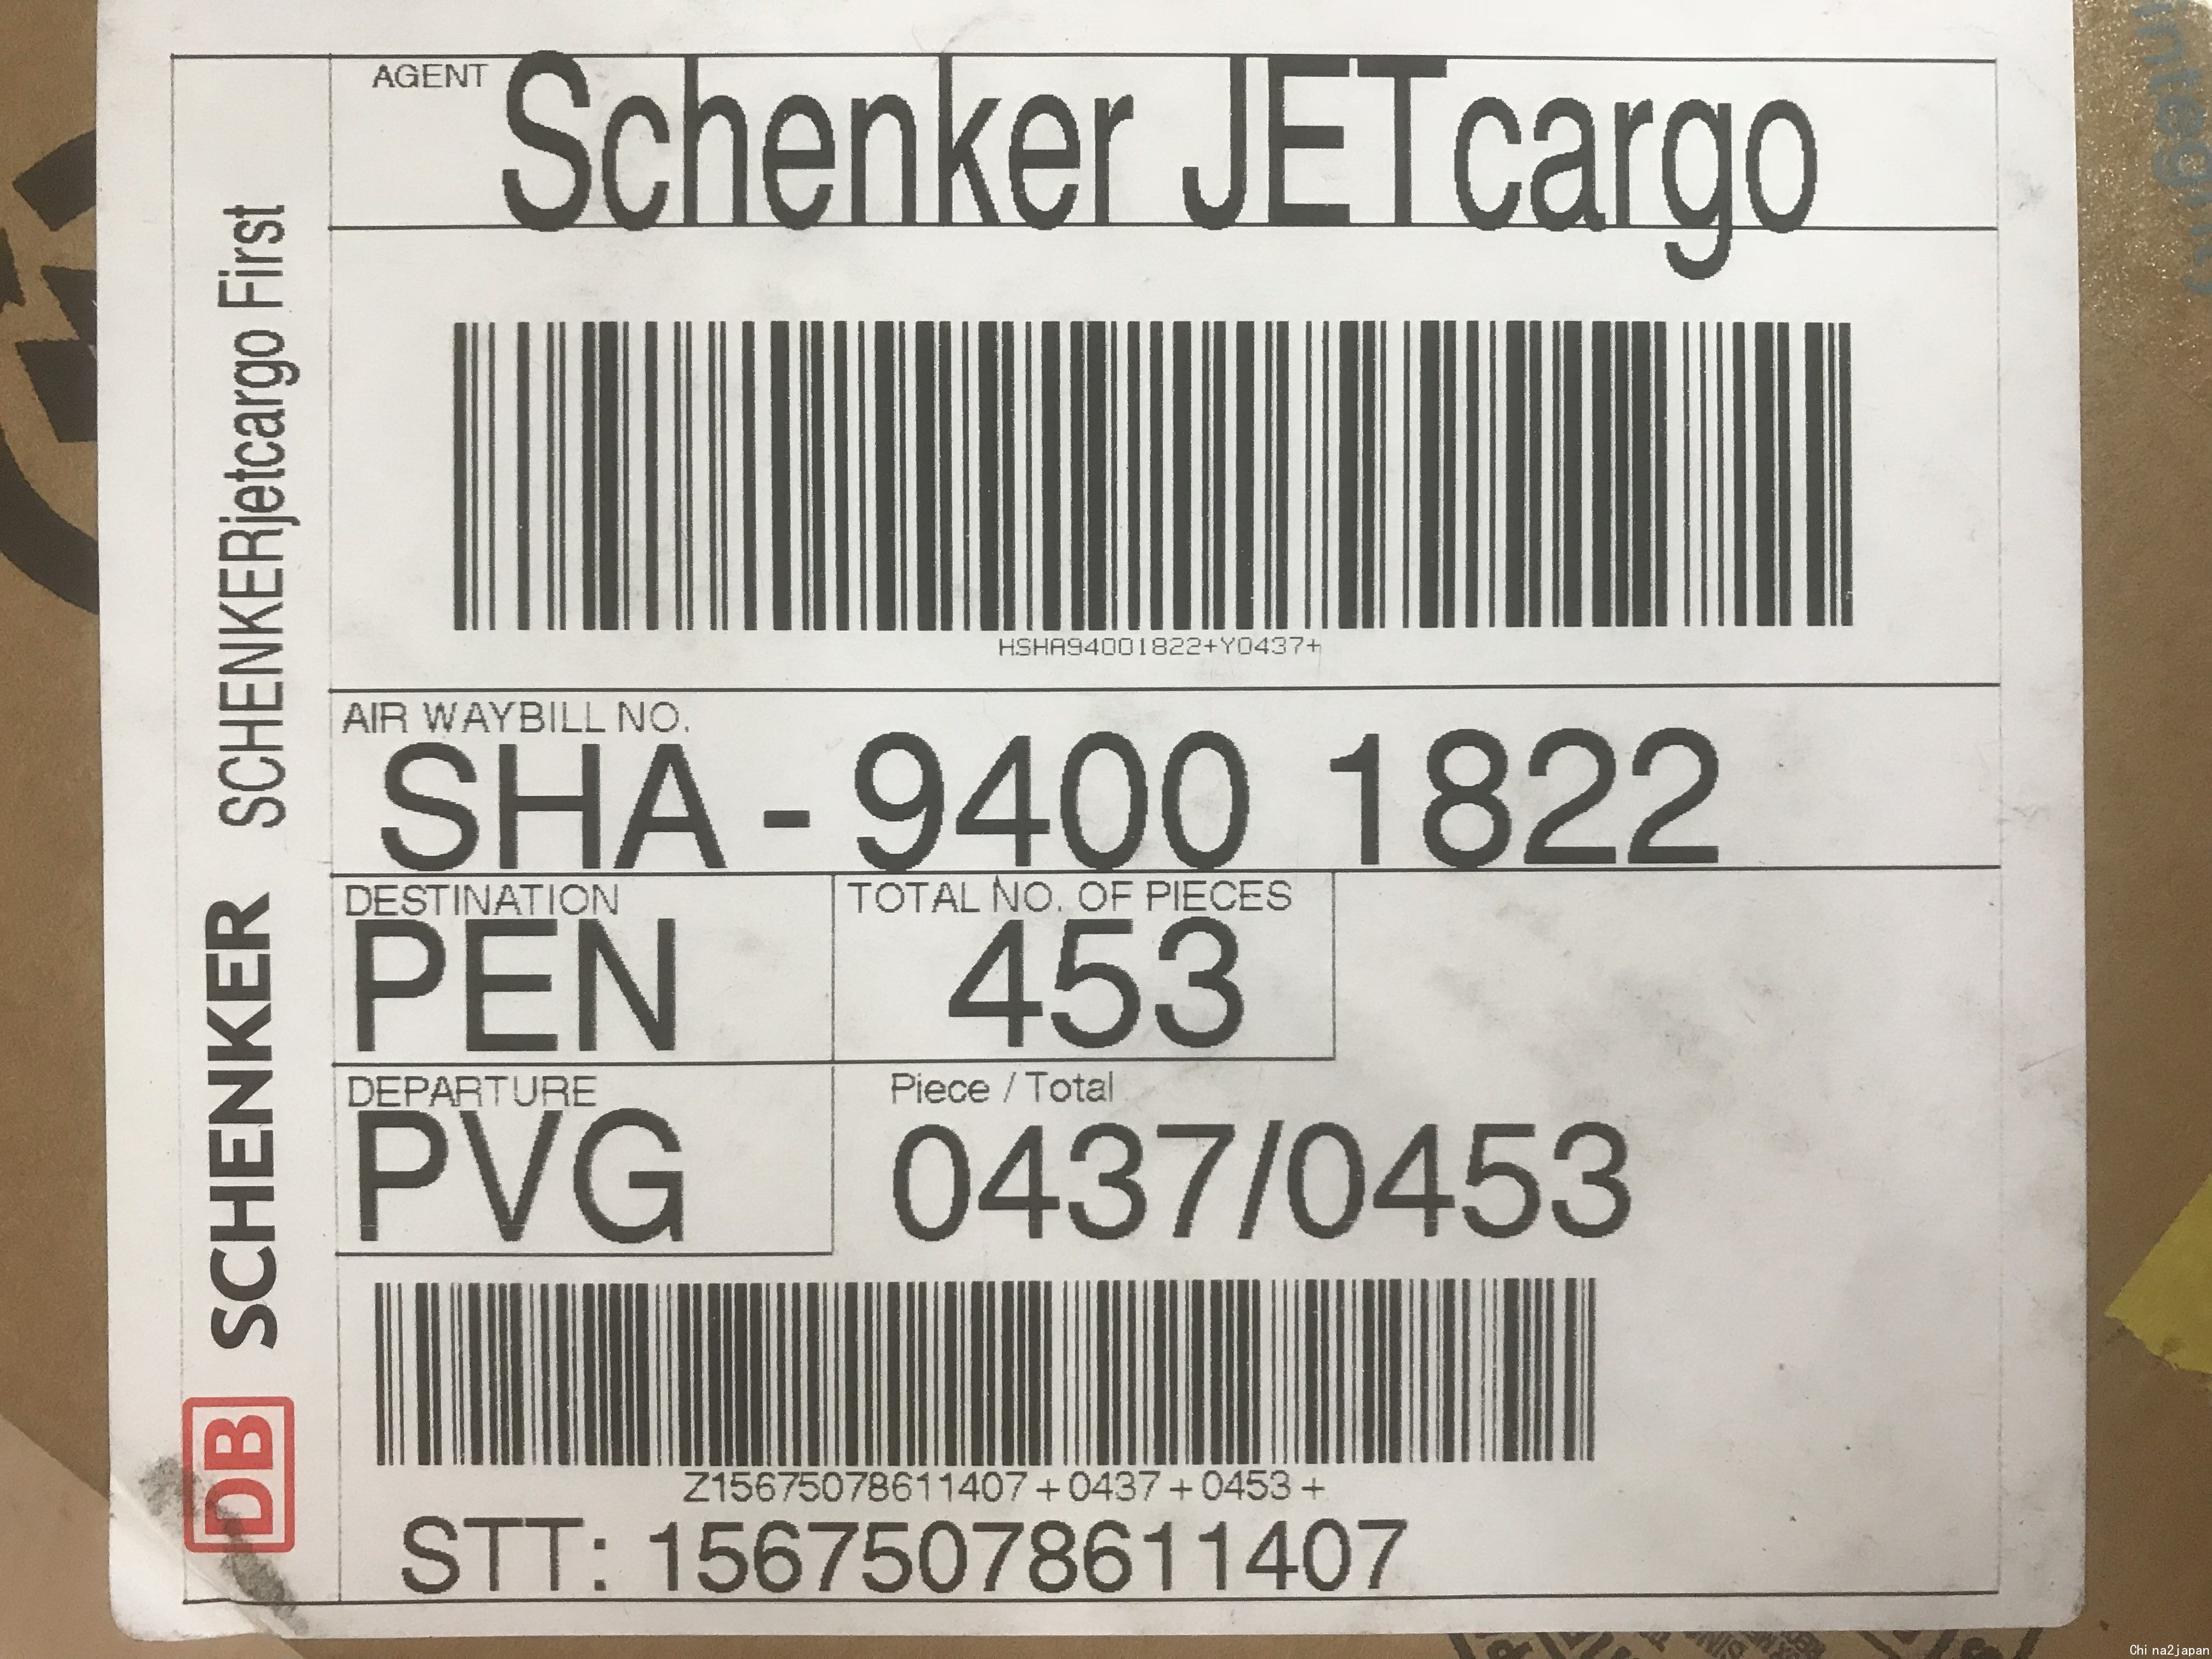 AGENT
Schenker JETcargo
HSHA94001822+Y0437+
AIR WAYBILL NO.
SHA - 9400 1822
DESTINATION
PEN
TOTAL NO. OF PIECES
453
DEPARTURE
PVG
Piece / Total
0437/0453
Z15675078611407+0437+0453+
STT: 15675078611407
DB SCHENKER SCHENKERjetcargo First
integrity
China2japan